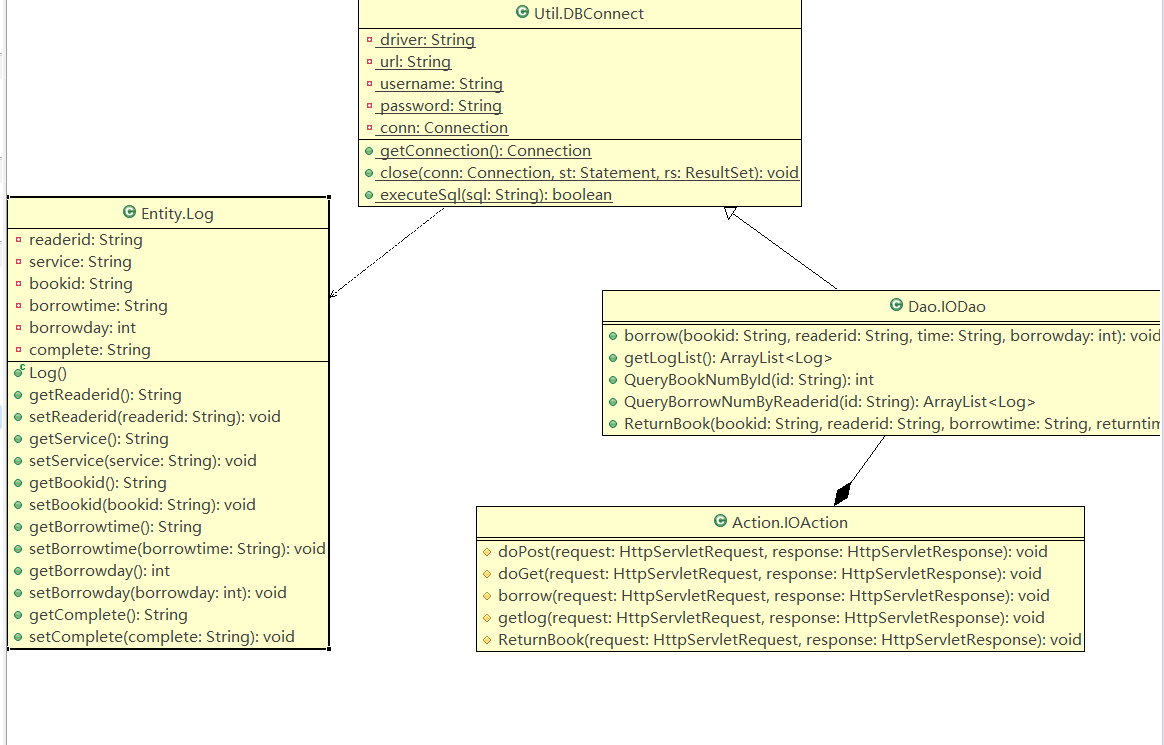 Util.DBConnect
driver: String
url: String
username: String
password: String
conn: Connection
getConnection(): Connection
close(conn: Connection, st: Statement, rs: ResultSet): void
executeSql(sql: String): boolean
Entity.Log
readerid: String
service: String
bookid: String
borrowtime: String
borrowday: int
complete: String
Log()
getReaderid(): String
setReaderid(readerid: String): void
getService(): String
setService(service: String): void
getBookid(): String
setBookid(bookid: String): void
getBorrowtime(): String
setBorrowtime(borrowtime: String): void
getBorrowday(): int
setBorrowday(borrowday: int): void
getComplete(): String
setComplete(complete: String): void
Dao.IODao
borrow(bookid: String, readerid: String, time: String, borrowday: int): void
getLogList(): ArrayList<Log>
QueryBookNumById(id: String): int
QueryBorrowNumByReaderid(id: String): ArrayList<Log>
ReturnBook(bookid: String, readerid: String, borrowtime: String, returntim
Action.IOAction
doPost(request: HttpServletRequest, response: HttpServletResponse): void
doGet(request: HttpServletRequest, response: HttpServletResponse): void
borrow(request: HttpServletRequest, response: HttpServletResponse): void
getlog(request: HttpServletRequest, response: HttpServletResponse): void
ReturnBook(request: HttpServletRequest, response: HttpServletResponse): void